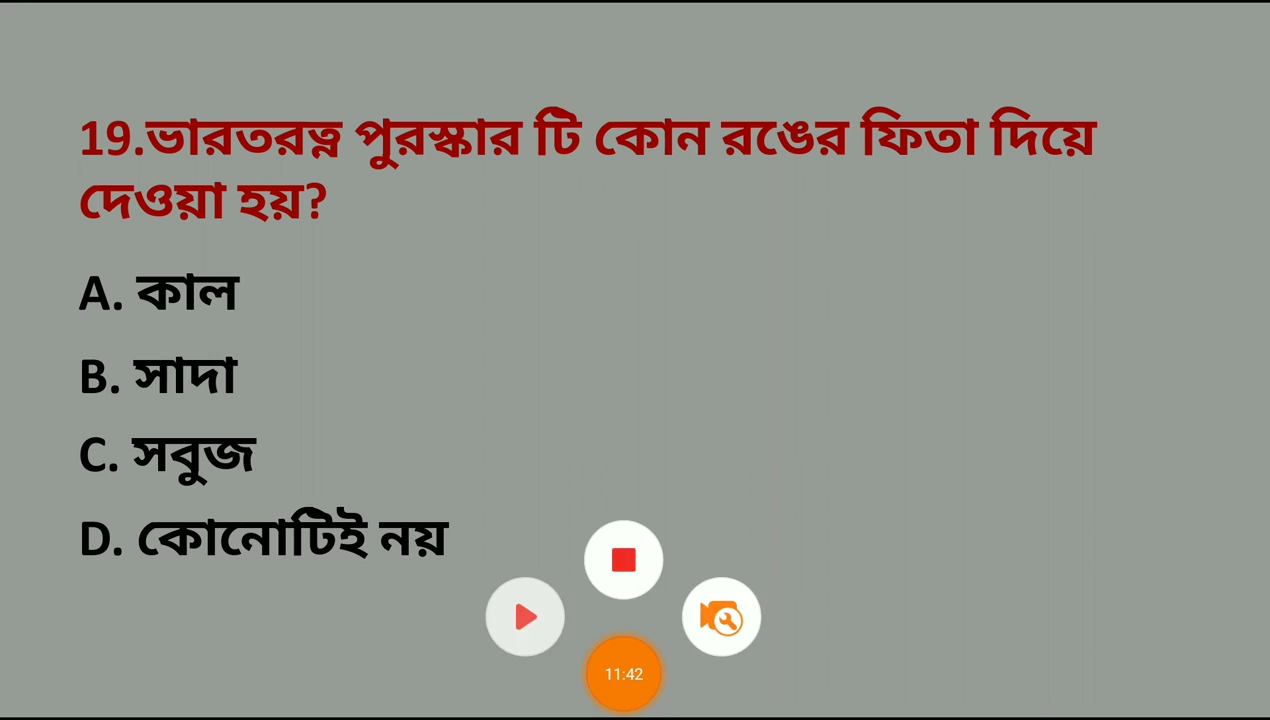 19.ভারতরত্ন পুরস্কার টি কোন রঙের ফিতা দিয়ে
দেওয়া হয়?
A. কাল
B. সাদা
C. সবুজ
D. কোনোটিই নয়
11:42